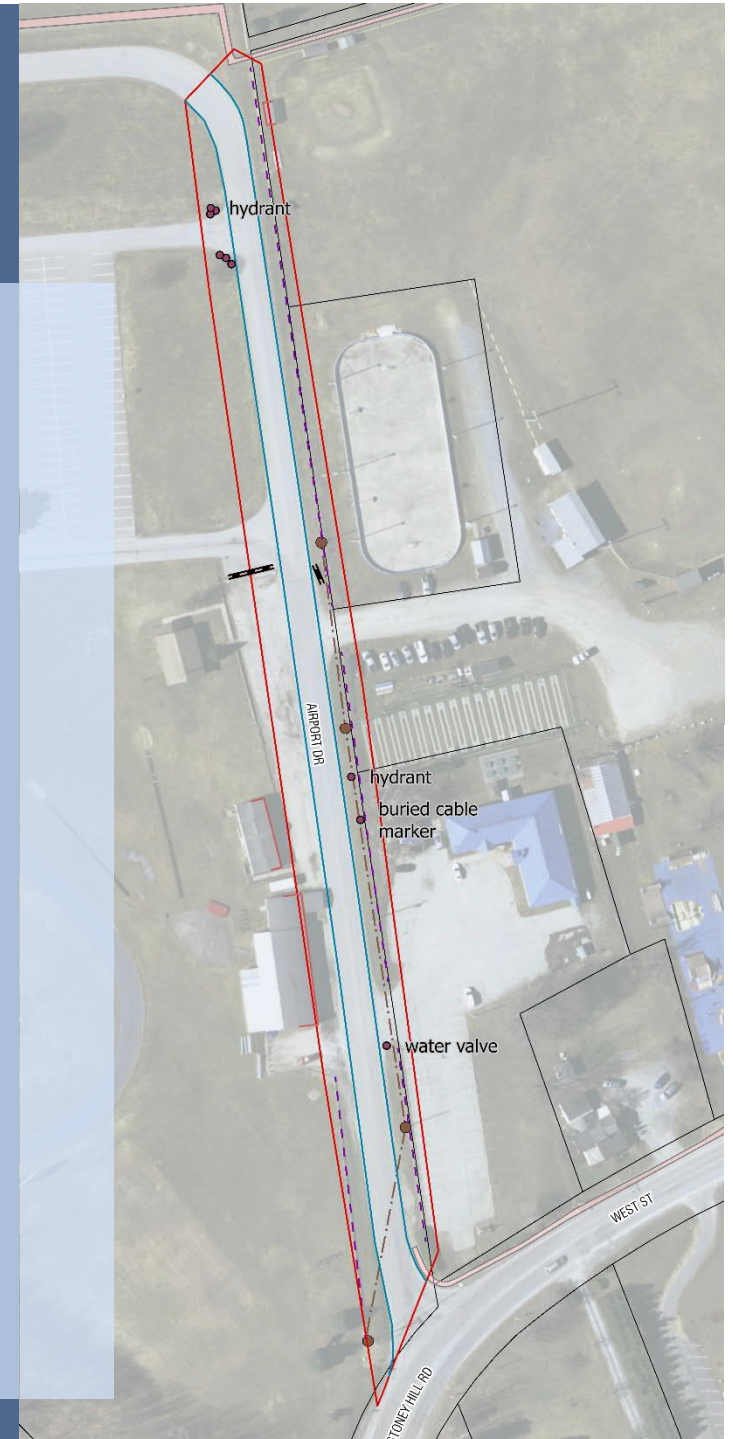 hydrant
AIRPORT DR
hydrant
buried cable
marker
water valve
WEST ST
STONEY HILL RD